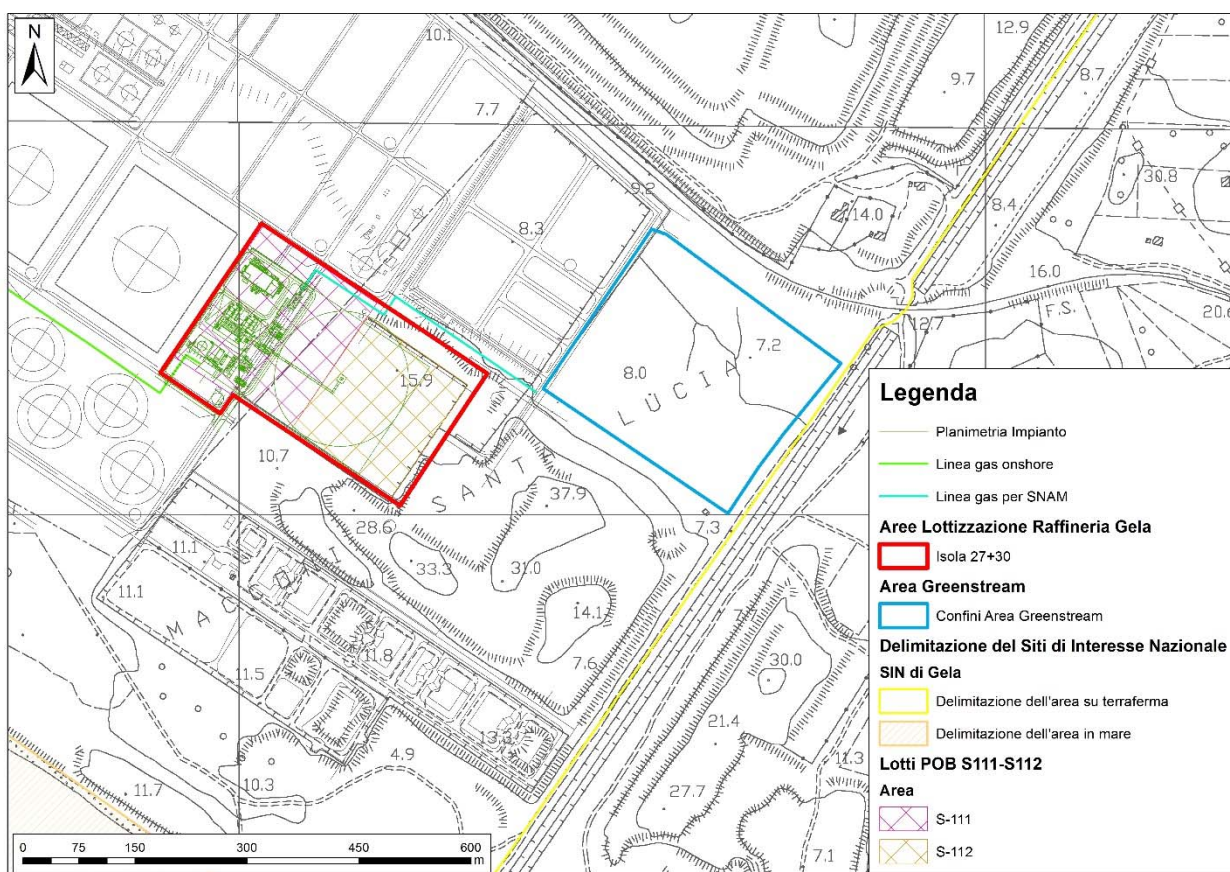 N
10.1
12.9
9.7
8.7
7.7
30.8
9.2
14.0
8.4
8.3
16.0
12.7
F.S.
20.6
7.2
15.9
8.0
LÜCIA
10.7
SANTA
37.9
28.6
7.3
11.1
33.3
31.0
11.1
14.1
30.0
MA
11.8
7.6
11.5
21.4
13.3
4.9
11.3
10.3
11.7
27.7
7.1
0 75 150 300 450 600
m
Legenda
Planimetria Impianto
Linea gas onshore
Linea gas per SNAM
Aree Lottizzazione Raffineria Gela
Isola 27+30
Area Greenstream
Confini Area Greenstream
Delimitazione del Siti di Interesse Nazionale
SIN di Gela
Delimitazione dell'area su terraferma
Delimitazione dell'area in mare
Lotti POB S111-S112
Area
S-111
S-112